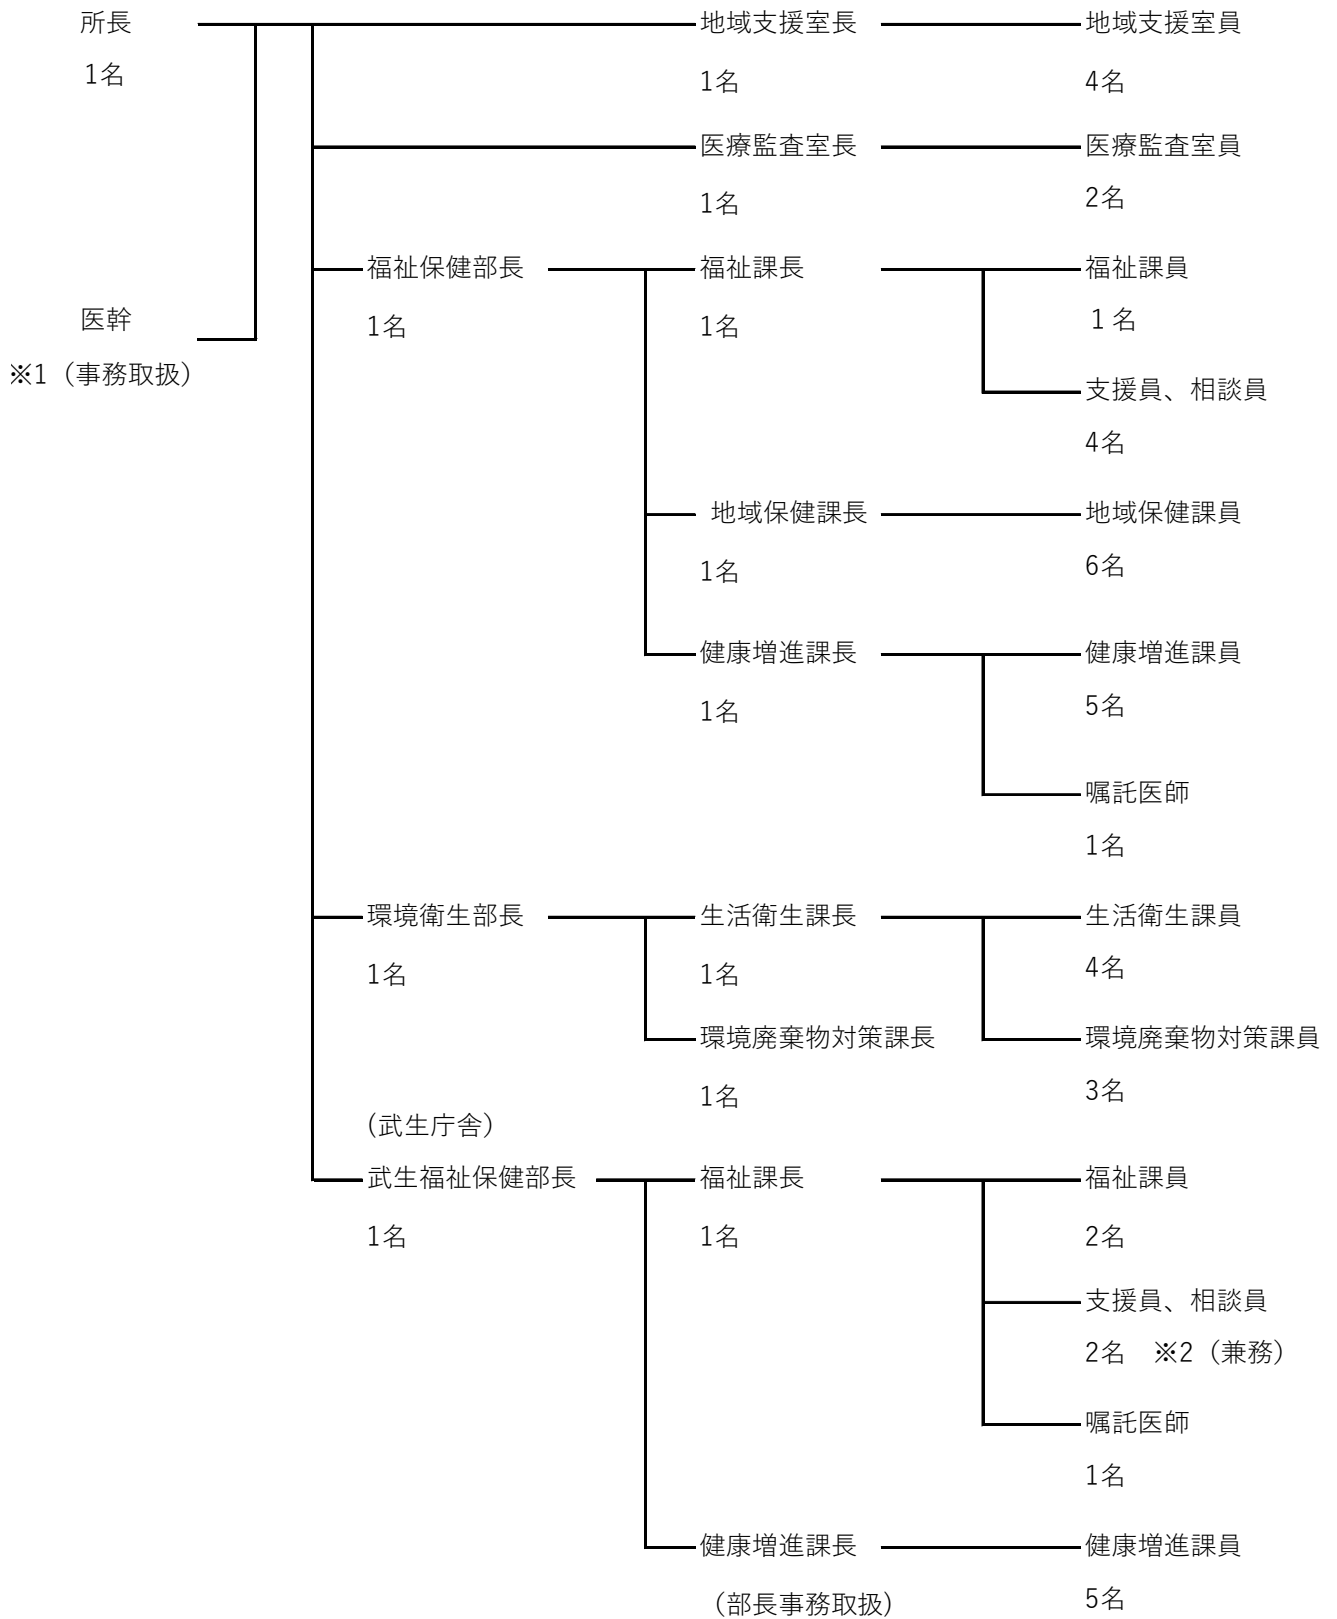 所長 地域支援室長 地域支援室員
1名 1名 4名
医療監査室長 医療監査室員
1名 2名
福祉保健部長 福祉課長 福祉課員
1名 1名 1名
医幹
※1（事務取扱）
支援員、相談員
4名
地域保健課長 地域保健課員
1名 6名
健康増進課長 健康増進課員
1名 5名
嘱託医師
1名
環境衛生部長 生活衛生課長 生活衛生課員
1名 1名 4名
環境廃棄物対策課長 環境廃棄物対策課員
1名 3名
(武生庁舎)
武生福祉保健部長 福祉課長 福祉課員
1名 1名 2名
支援員、相談員
2名 ※2（兼務）
嘱託医師
1名
健康増進課長 健康増進課員
（部長事務取扱） 5名